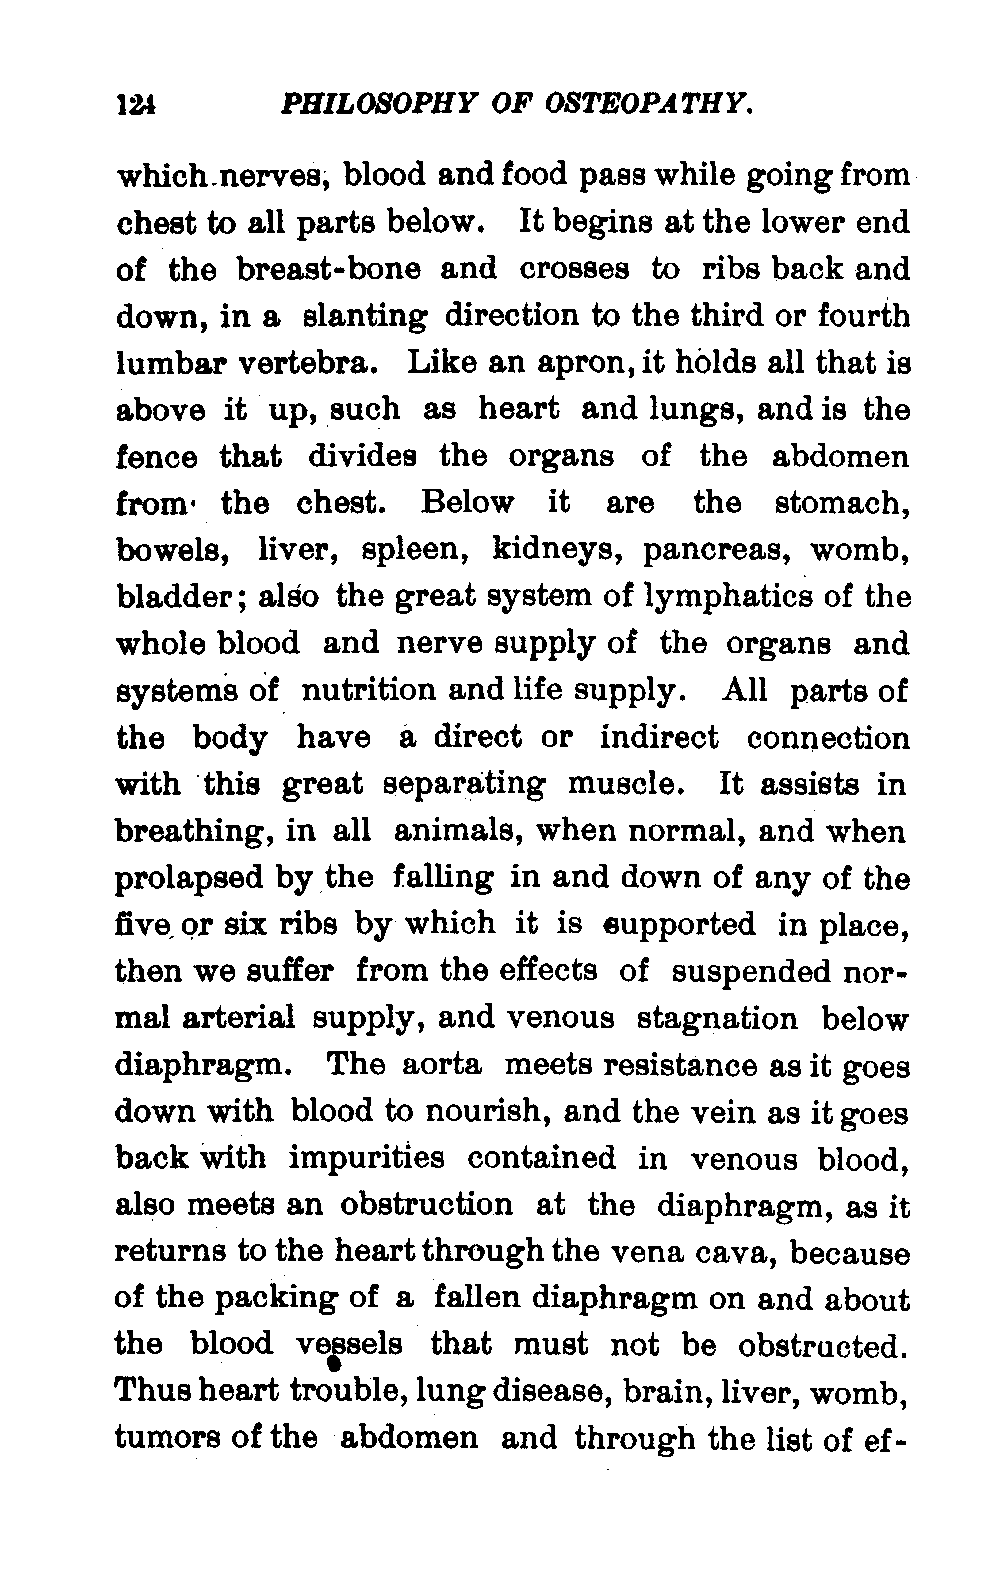 124 PHILOSOPHY OF OSTEOPATHY.
which nerves, blood and food pass while going from
chest to all parts below. It begins at the lower end
of the breast-bone and crosses to ribs back and
down, in a slanting direction to the third or fourth
lumbar vertebra. Like an apron, it holds all that is
above it up, such as heart and lungs, and is the
fence that divides the organs of the abdomen
from the chest. Below it are the stomach,
bowels, liver, spleen, kidneys, pancreas, womb,
bladder; also the great system of lymphatics of the
whole blood and nerve supply of the organs and
systems of nutrition and life supply. All parts of
the body have a direct or indirect connection
with this great separating muscle. It assists in
breathing, in all animals, when normal, and when
prolapsed by the falling in and down of any of the
five or six ribs by which it is supported in place,
then we suffer from the effects of suspended nor-
mal arterial supply, and venous stagnation below
diaphragm. The aorta meets resistance as it goes
down with blood to nourish, and the vein as it goes
back with impurities contained in venous blood,
also meets an obstruction at the diaphragm, as it
returns to the heart through the vena cava, because
of the packing of a fallen diaphragm on and about
the blood vessels that must not be obstructed.
Thus heart trouble, lung disease, brain, liver, womb,
tumors of the abdomen and through the list of ef-